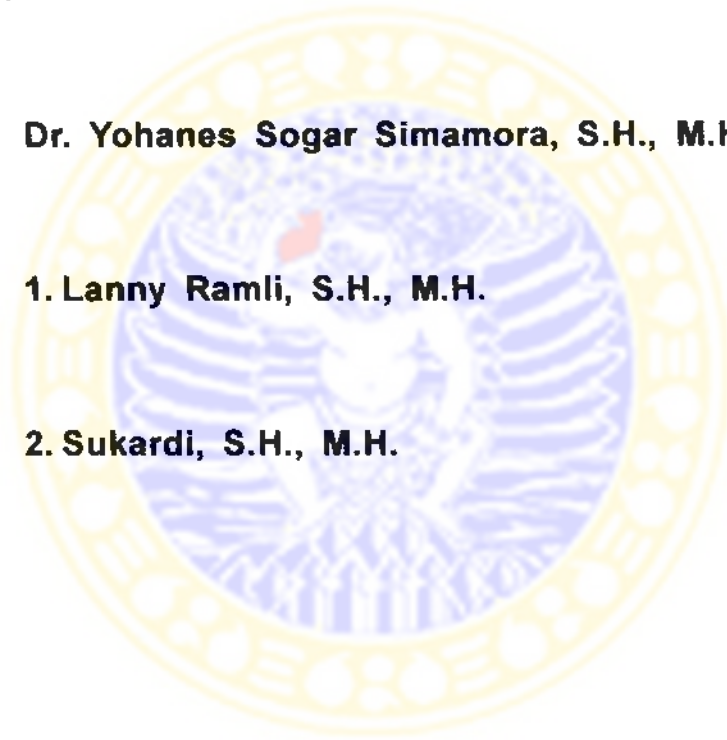 Dr. Yohanes Sogar Simamora, S.H., M.H
1. Lanny Ramli, S.H., M.H.
2. Sukardi, S.H., M.H.